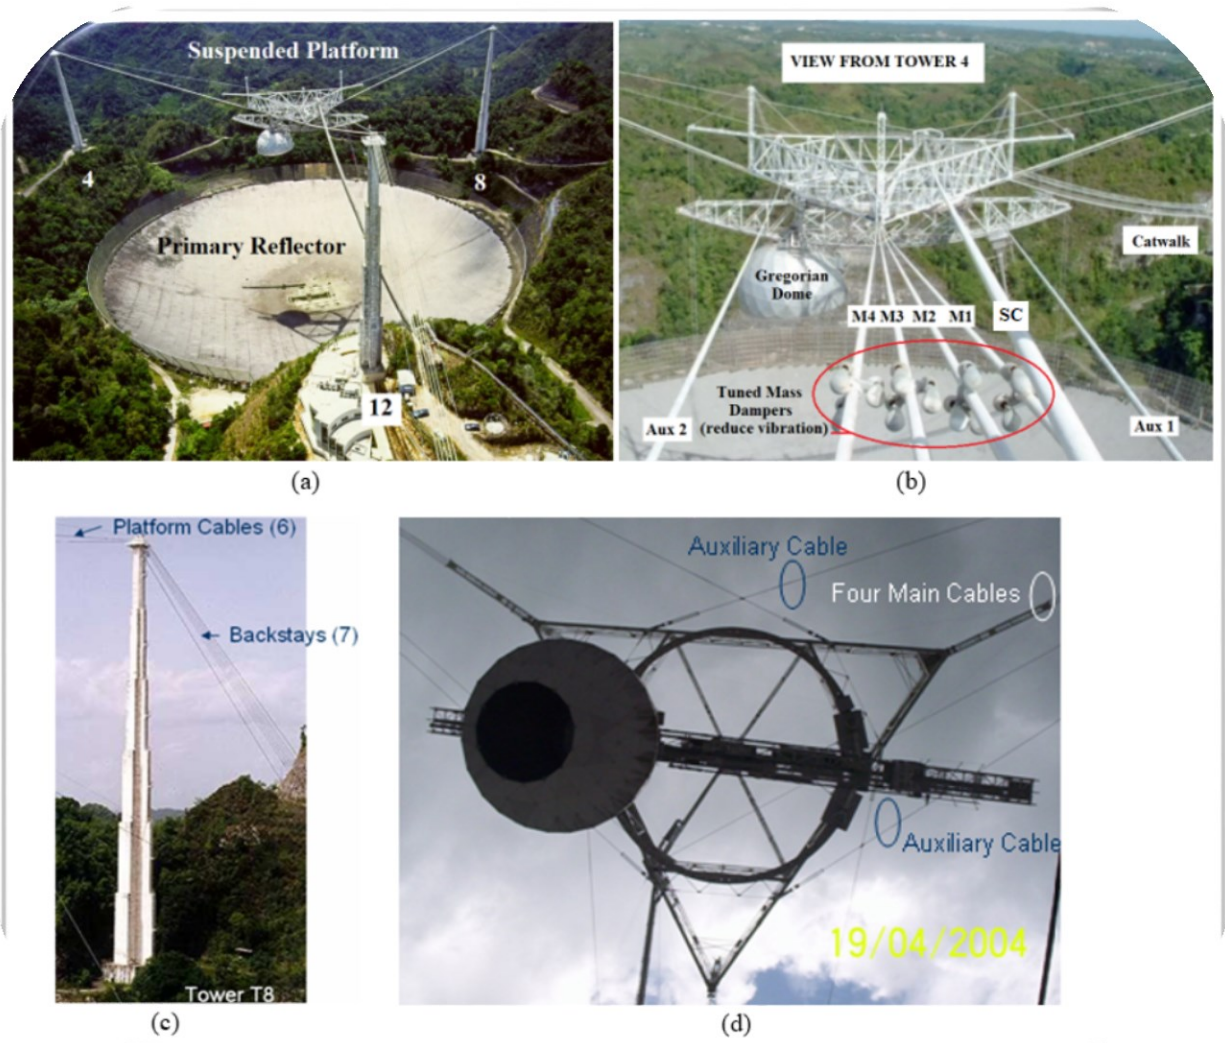 Suspended Platform
4
8
Primary Reflector
12
(a)
VIEW FROM TOWER 4
Catwalk
Gregorian
Dome
M4 M3 M2 M1
SC
Tuned Mass
Dampers
(reduce vibration)
Aux 2
Aux 1
(b)
Platform Cables (6)
Backstays (7)
Tower T8
(c)
Auxiliary Cable
Four Main Cables
Auxiliary Cable
19/04/2004
(d)